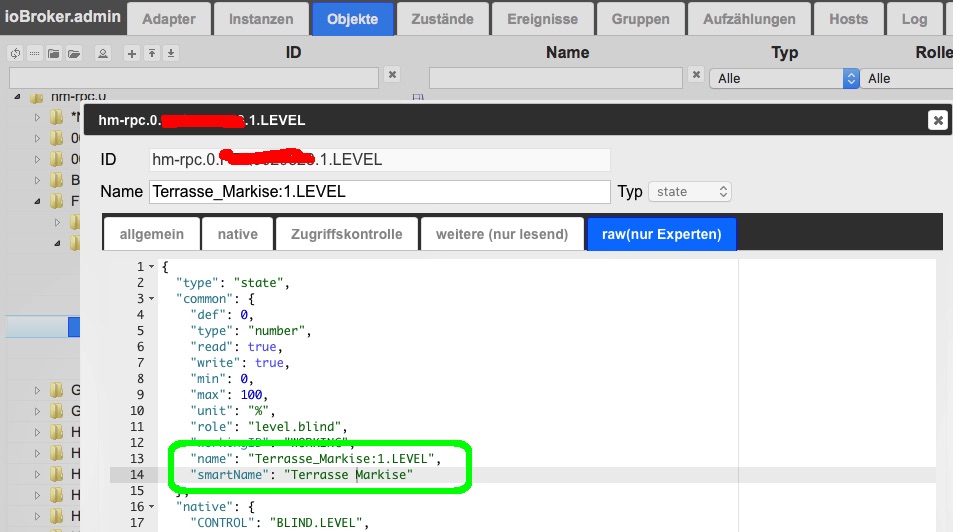 ioBroker.admin Adapter Instanzen Objekte Zustände Ereignisse Gruppen Aufzählungen Hosts Log
ID Name Typ Rolle
Alle Alle
hm-rpc.0
hm-rpc.0. .1.LEVEL
ID hm-rpc.0. .1.LEVEL
Name Terrasse_Markise:1.LEVEL Typ state
allgemein native Zugriffskontrolle weitere (nur lesend) raw(nur Experten)
1 {
2 "type": "state",
3 "common": {
4 "def": 0,
5 "type": "number",
6 "read": true,
7 "write": true,
8 "min": 0,
9 "max": 100,
10 "unit": "%",
11 "role": "level.blind",
12 "workingID": "WORKING",
13 "name": "Terrasse_Markise:1.LEVEL",
14 "smartName": "Terrasse Markise"
15 },
16 "native": {
17 "CONTROL": "BLIND.LEVEL",